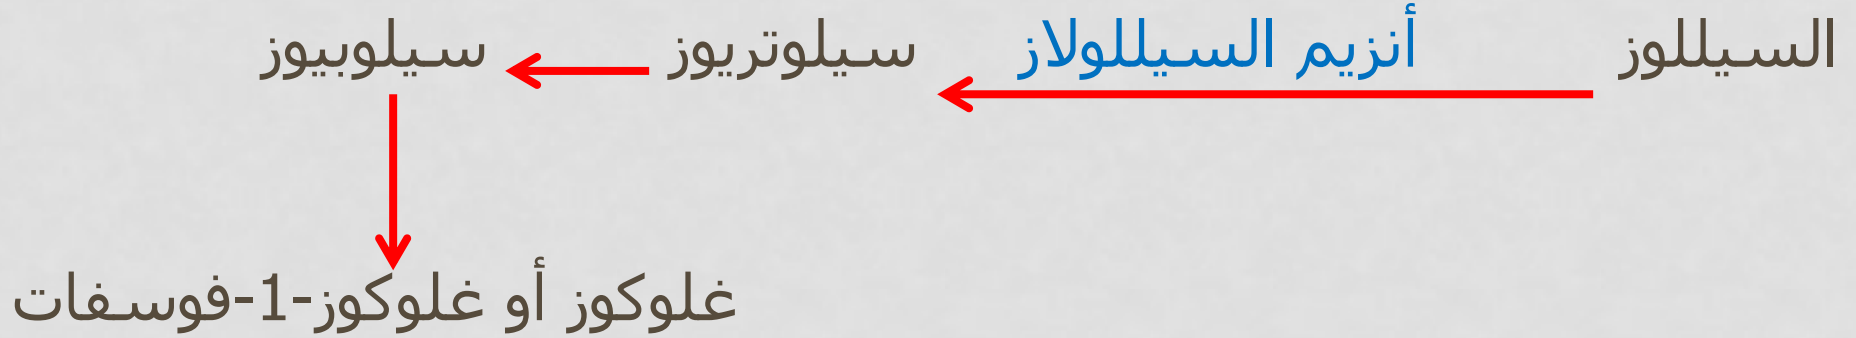 السيللوز أنزيم السيللولاز سيلوتريوز سيلوبيوز
غلوكوز أو غلوكوز-1-فوسفات